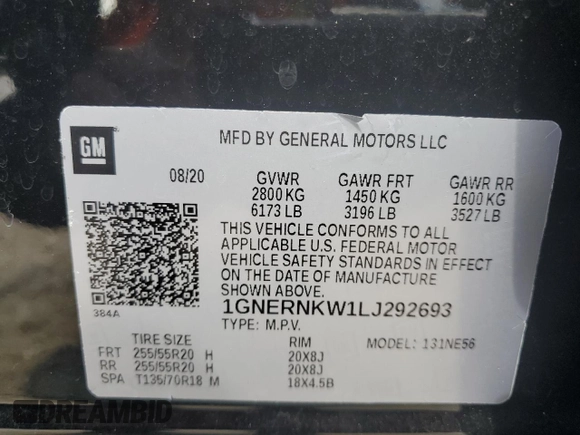 GM
MFD BY GENERAL MOTORS LLC
08/20 GVWR GAWR FRT GAWR RR
2800 KG 1450 KG 1600 KG
6173 LB 3196 LB 3527 LB
THIS VEHICLE CONFORMS TO ALL
APPLICABLE U.S. FEDERAL MOTOR
VEHICLE SAFETY STANDARDS IN EFFECT
ON THE DATE OF MANUFACTURE
SHOWN ABOVE.
384A
1GNERNKW1LJ292693
TYPE: M.P.V.
TIRE SIZE RIM MODEL: 131NE56
FRT 255/55R20 H 20X8J
RR 255/55R20 H 20X8J
SPA T135/70R18 M 18X4.5B
DREAMBID